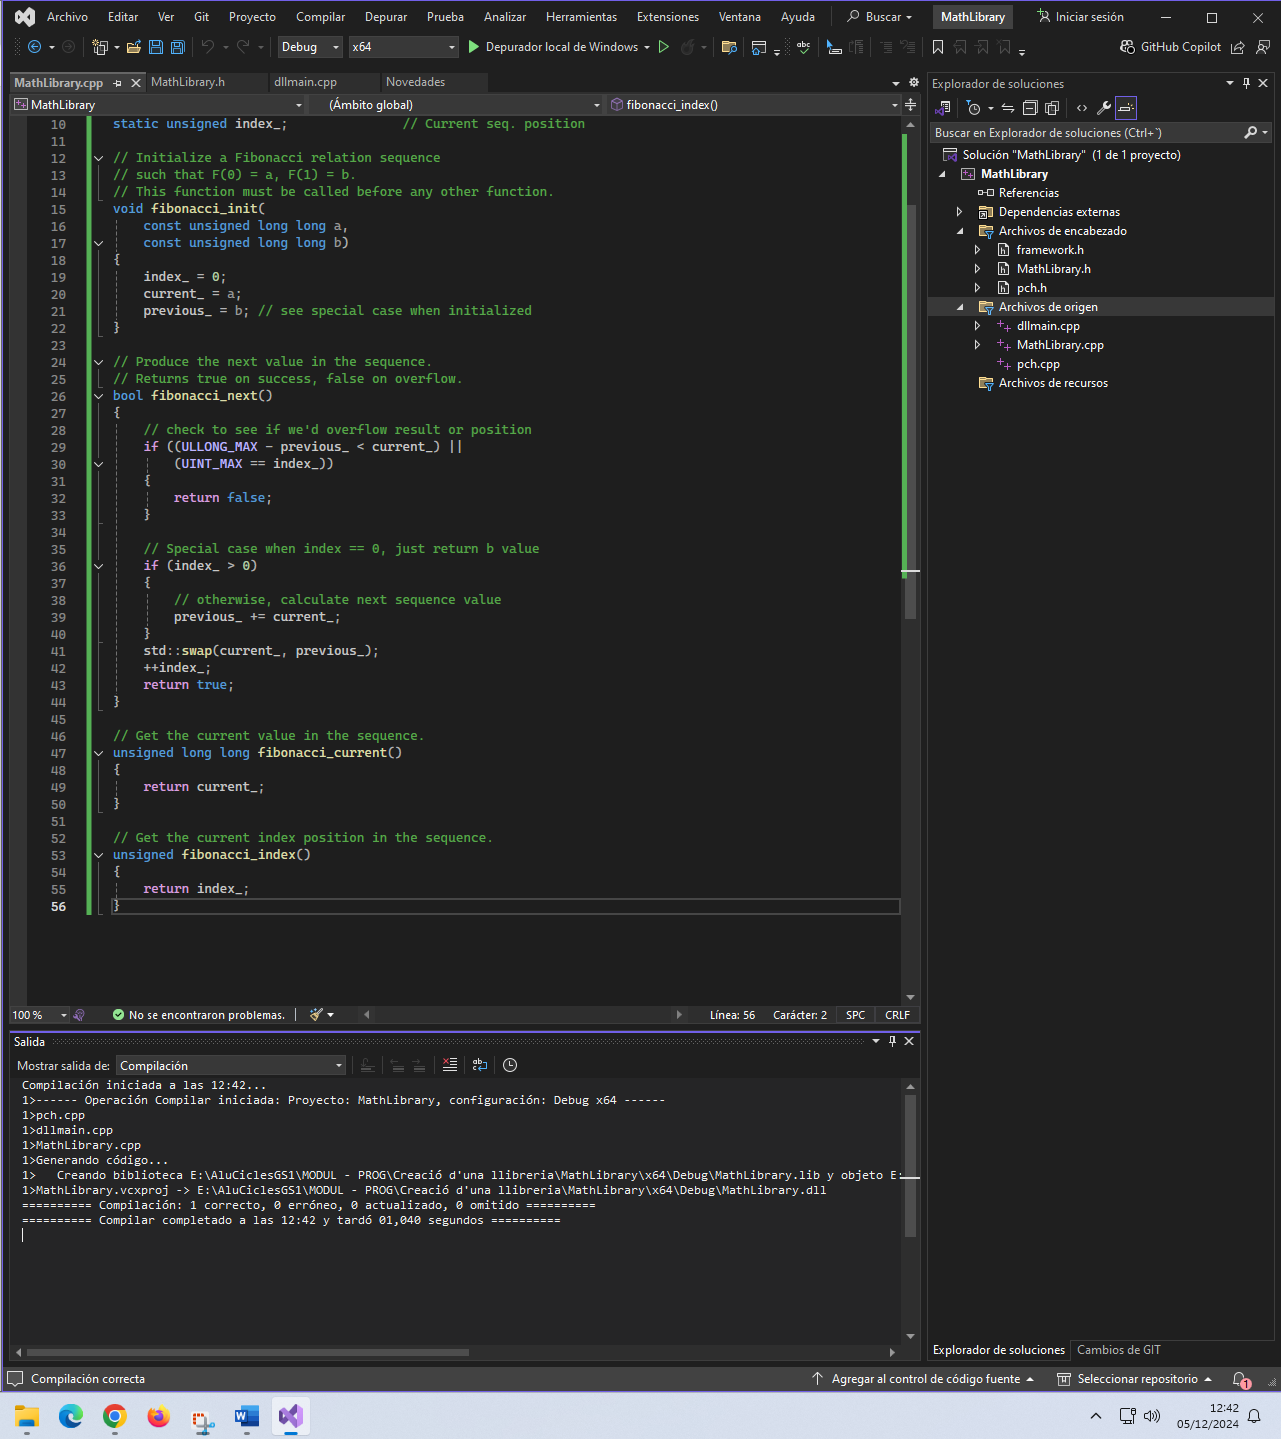 Archivo Editar Ver Git Proyecto Compilar Depurar Prueba Analizar Herramientas Extensiones Ventana Ayuda Buscar MathLibrary Iniciar sesión
Debug x64 Depurador local de Windows GitHub Copilot
MathLibrary.cpp MathLibrary.h dllmain.cpp Novedades
MathLibrary (Ámbito global) fibonacci_index()
10 static unsigned index_; // Current seq. position
11
12 // Initialize a Fibonacci relation sequence
13 // such that F(0) = a, F(1) = b.
14 // This function must be called before any other function.
15 void fibonacci_init(
16 const unsigned long long a,
17 const unsigned long long b)
18 {
19 index_ = 0;
20 current_ = a;
21 previous_ = b; // see special case when initialized
22 }
23
24 // Produce the next value in the sequence.
25 // Returns true on success, false on overflow.
26 bool fibonacci_next()
27 {
28 // check to see if we'd overflow result or position
29 if ((ULLONG_MAX - previous_ < current_) ||
30 (UINT_MAX == index_))
31 {
32 return false;
33 }
34
35 // Special case when index == 0, just return b value
36 if (index_ > 0)
37 {
38 // otherwise, calculate next sequence value
39 previous_ += current_;
40 }
41 std::swap(current_, previous_);
42 ++index_;
43 return true;
44 }
45
46 // Get the current value in the sequence.
47 unsigned long long fibonacci_current()
48 {
49 return current_;
50 }
51
52 // Get the current index position in the sequence.
53 unsigned fibonacci_index()
54 {
55 return index_;
56 }
100 % No se encontraron problemas. Línea: 56 Carácter: 2 SPC CRLF
Salida
Mostrar salida de: Compilación
Compilación iniciada a las 12:42...
1>------ Operación Compilar iniciada: Proyecto: MathLibrary, configuración: Debug x64 ------
1>pch.cpp
1>dllmain.cpp
1>MathLibrary.cpp
1>Generando código...
1> Creando biblioteca E:\AluCiclesGS1\MODUL - PROG\Creació d'una llibreria\MathLibrary\x64\Debug\MathLibrary.lib y objeto E:
1>MathLibrary.vcxproj -> E:\AluCiclesGS1\MODUL - PROG\Creació d'una llibreria\MathLibrary\x64\Debug\MathLibrary.dll
========== Compilación: 1 correcto, 0 erróneo, 0 actualizado, 0 omitido ==========
========== Compilar completado a las 12:42 y tardó 01,040 segundos ==========
Explorador de soluciones
Buscar en Explorador de soluciones (Ctrl+`)
Solución "MathLibrary" (1 de 1 proyecto)
MathLibrary
Referencias
Dependencias externas
Archivos de encabezado
framework.h
MathLibrary.h
pch.h
Archivos de origen
dllmain.cpp
MathLibrary.cpp
pch.cpp
Archivos de recursos
Explorador de soluciones Cambios de GIT
Compilación correcta Agregar al control de código fuente Seleccionar repositorio 1
12:42
05/12/2024